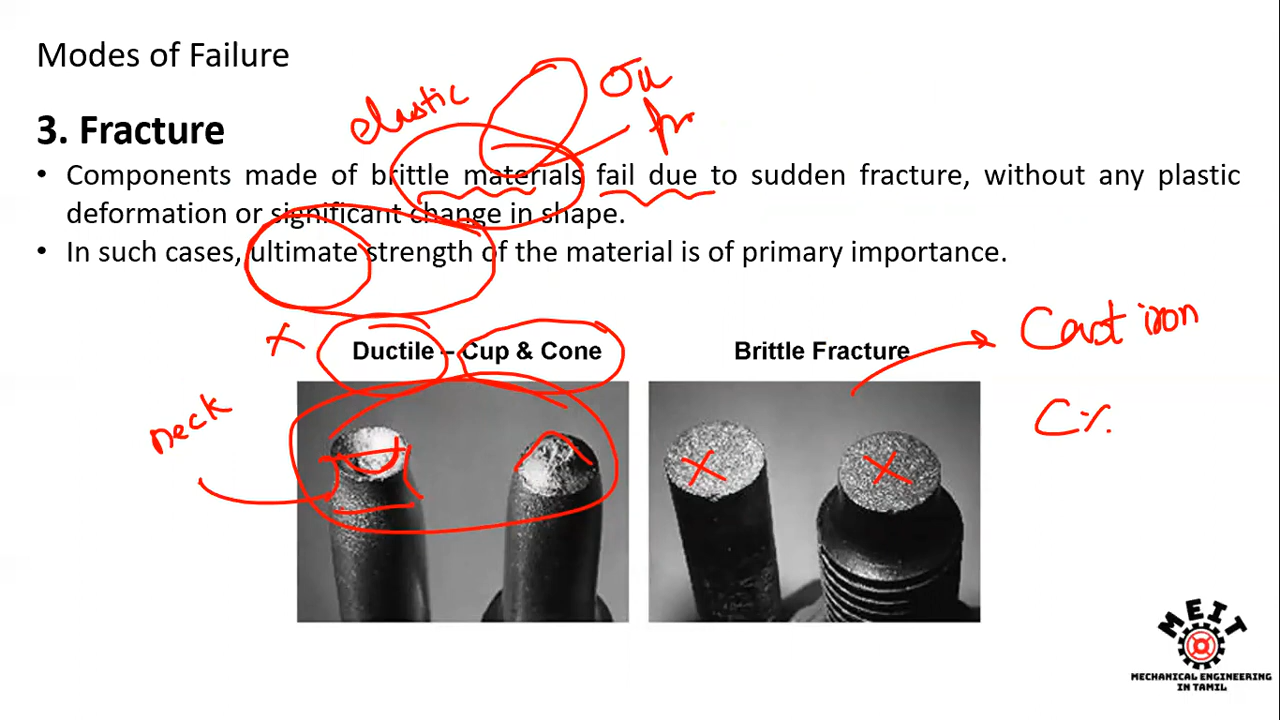 Modes of Failure
elastic
σu
fr
3. Fracture
• Components made of brittle materials fail due to sudden fracture, without any plastic
deformation or significant change in shape.
• In such cases, ultimate strength of the material is of primary importance.
Cast iron
Ductile – Cup & Cone
Brittle Fracture
neck
C%
MEIT
MECHANICAL ENGINEERING
IN TAMIL